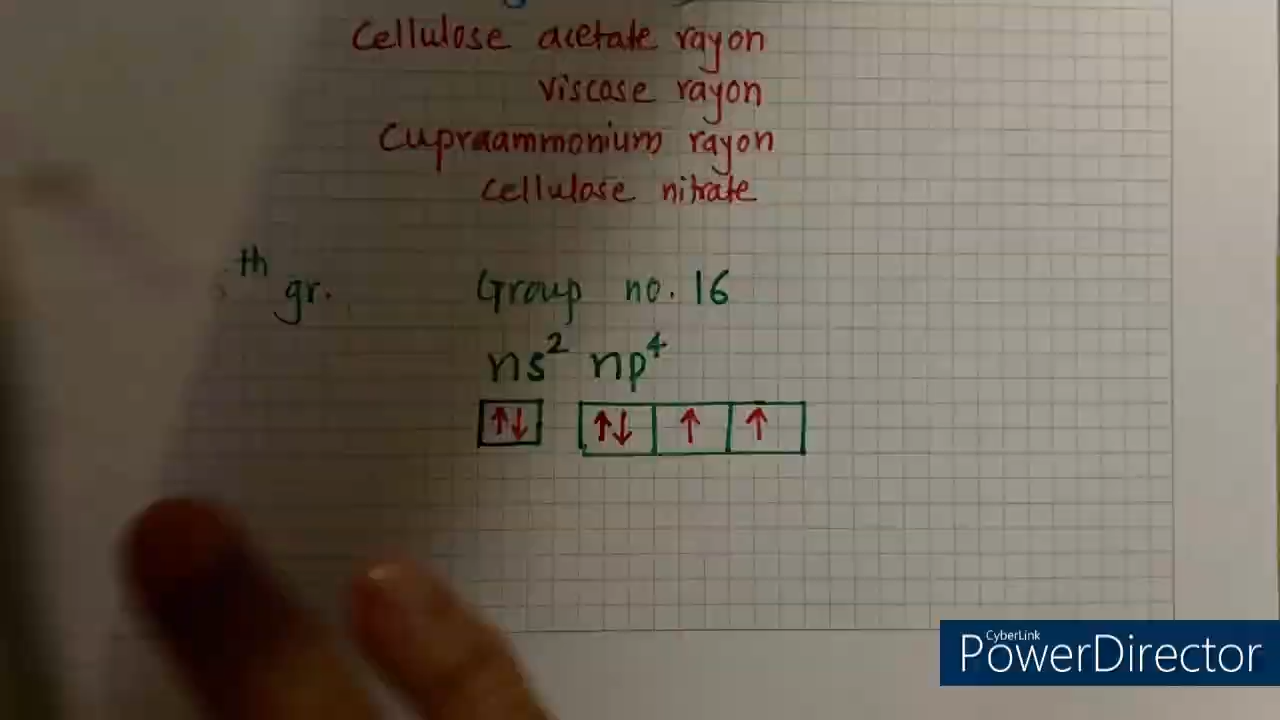 Cellulose acetate rayon
viscose rayon
Cupraammonium rayon
cellulose nitrate
th gr.
Group no. 16
ns² np⁴
↑↓ ↑↓ ↑ ↑
CyberLink
PowerDirector